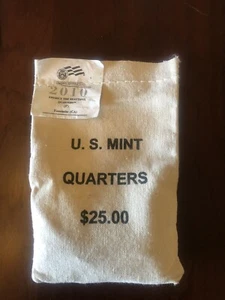 2010
U. S. MINT
QUARTERS
$25.00